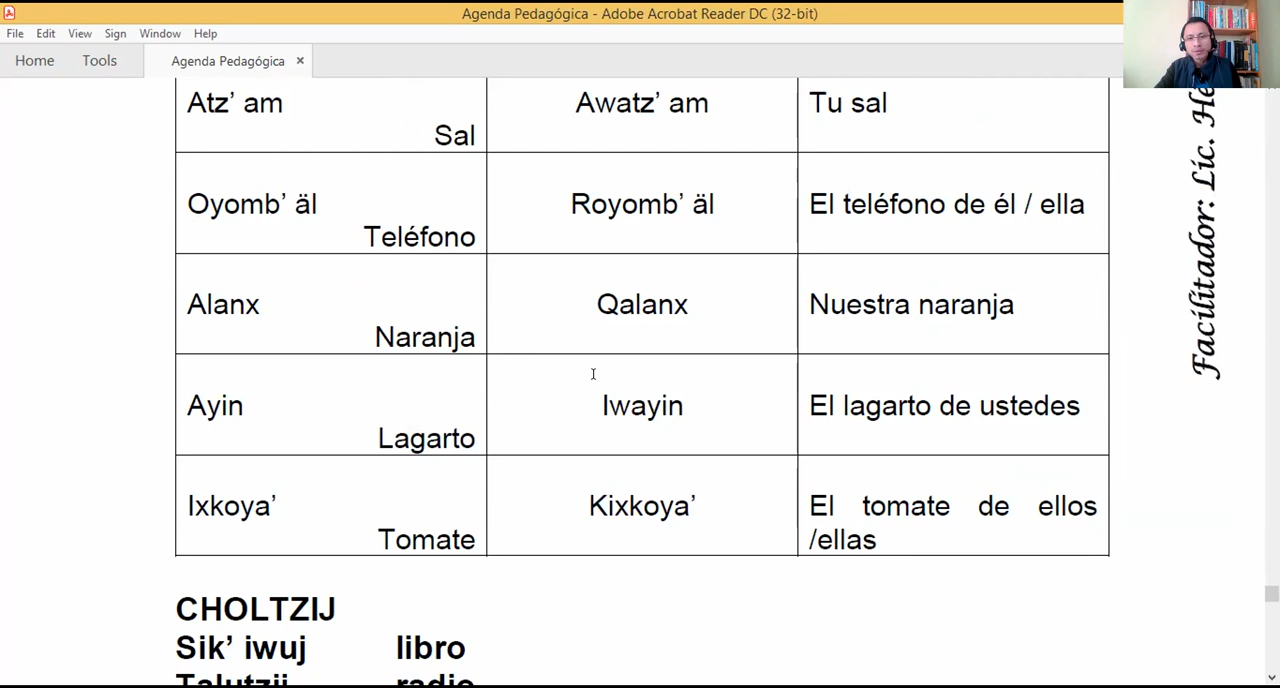 Agenda Pedagógica - Adobe Acrobat Reader DC (32-bit)
File Edit View Sign Window Help
Home Tools Agenda Pedagógica ×
Atz’ am Awatz’ am Tu sal
Sal
Oyomb’ äl Royomb’ äl El teléfono de él / ella
Teléfono
Alanx Qalanx Nuestra naranja
Naranja
Ayin Iwayin El lagarto de ustedes
Lagarto
Ixkoya’ Kixkoya’ El tomate de ellos
Tomate /ellas
CHOLTZIJ
Sik’ iwuj libro
Talutzij radio
Facilitador: Lic.